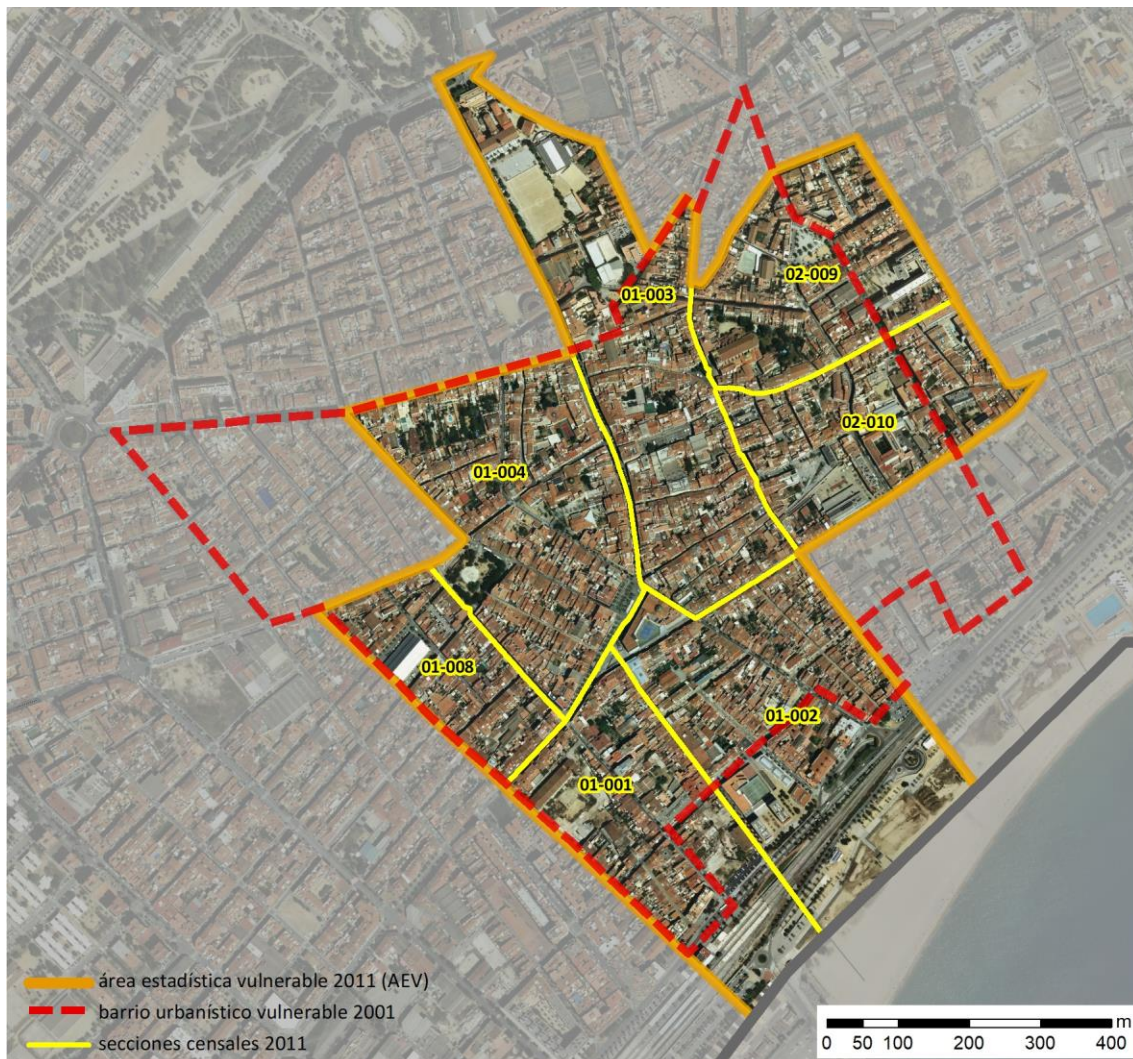 01-003
02-009
02-010
01-004
01-008
01-002
01-001
área estadística vulnerable 2011 (AEV)
barrio urbanístico vulnerable 2001
secciones censales 2011
m
0 50 100 200 300 400